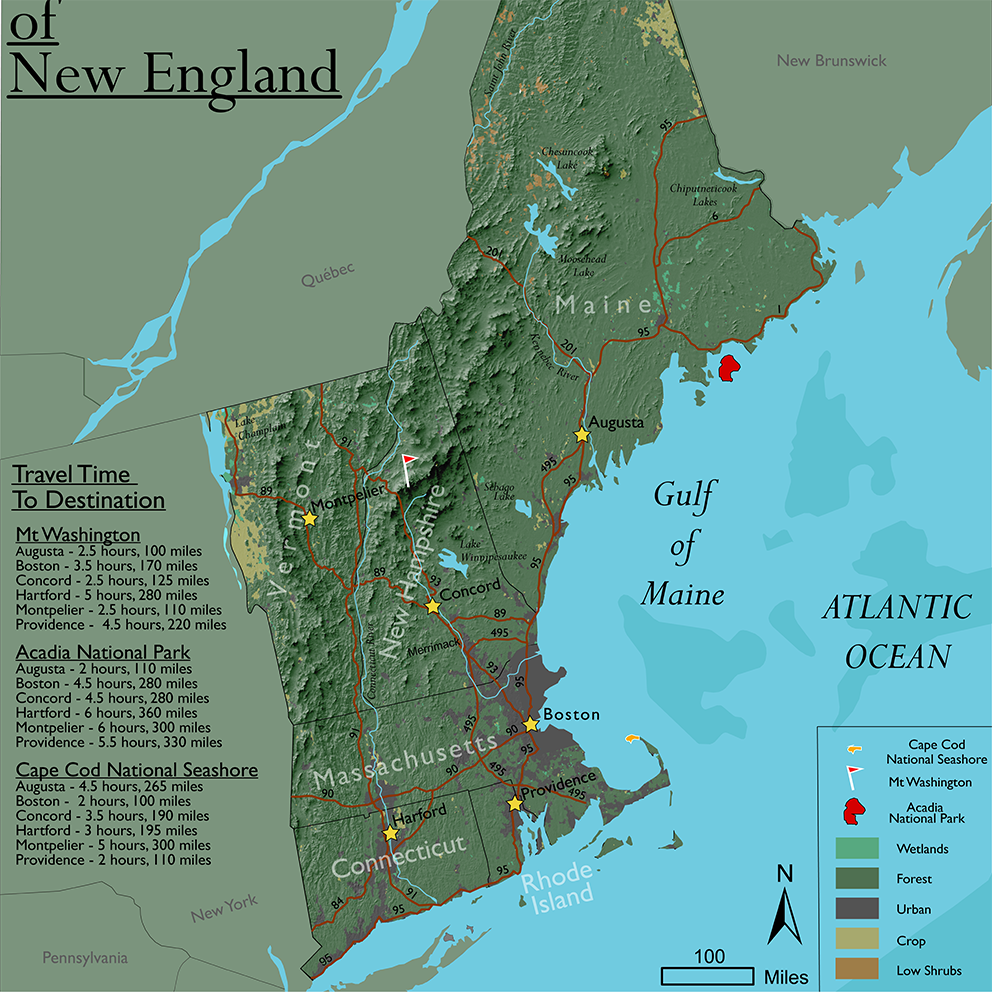 of
New England
New Brunswick
Saint John River
95
Chesuncook
Lake
Chiputneticook
Lakes
6
201
Moosehead
Lake
Québec
Maine
1
95
201
Kennebec River
Augusta
Lake
Champlain
91
495
95
Travel Time
To Destination
89
Montpelier
Vermont
Sebago
Lake
Gulf
of
Maine
Mt Washington
Augusta - 2.5 hours, 100 miles
Boston - 3.5 hours, 170 miles
Concord - 2.5 hours, 125 miles
Hartford - 5 hours, 280 miles
Montpelier - 2.5 hours, 110 miles
Providence -  4.5 hours, 220 miles
New Hampshire
Lake
Winnipesaukee
95
89
93
Concord
89
495
Merrimack
93
Connecticut River
95
ATLANTIC
OCEAN
Acadia National Park
Augusta - 2 hours, 110 miles
Boston - 4.5 hours, 280 miles
Concord - 4.5 hours, 280 miles
Hartford - 6 hours, 360 miles
Montpelier - 6 hours, 300 miles
Providence - 5.5 hours, 330 miles
91
495
Boston
90
95
Massachusetts
90
495
90
Providence
495
Cape Cod National Seashore
Augusta - 4.5 hours, 265 miles
Boston -  2 hours, 100 miles
Concord - 3.5 hours, 190 miles
Hartford - 3 hours, 195 miles
Montpelier - 5 hours, 300 miles
Providence - 2 hours, 110 miles
Harford
Connecticut
95
Rhode
Island
91
84
95
95
New York
Pennsylvania
Cape Cod
National Seashore
Mt Washington
Acadia
National Park
Wetlands
Forest
Urban
Crop
Low Shrubs
N
100
Miles